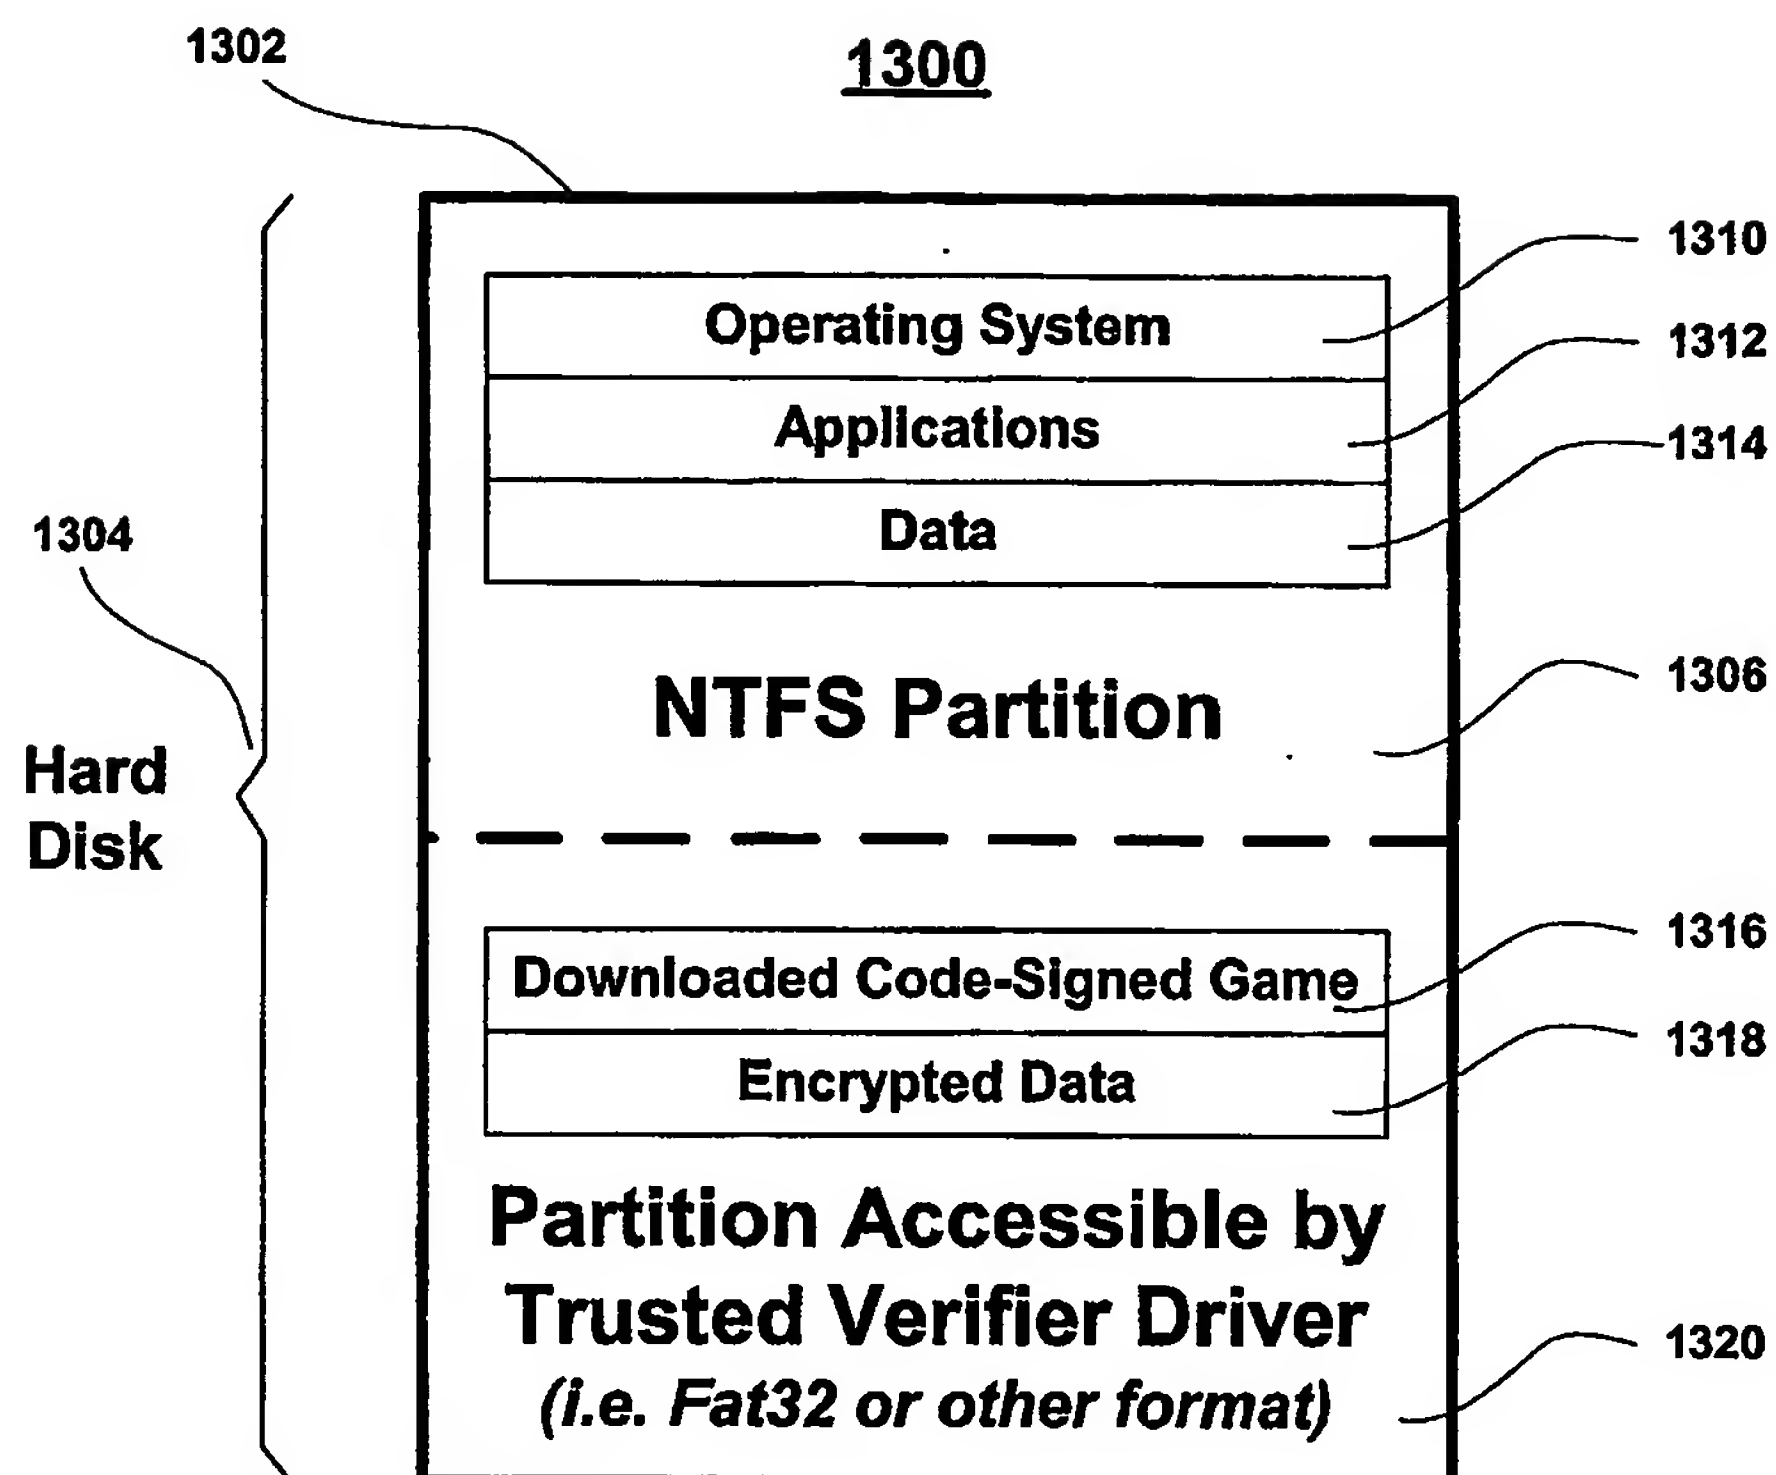 1302
1300
1310
Operating System
1312
Applications
1314
Data
1304
1306
NTFS Partition
Hard
Disk
1316
Downloaded Code-Signed Game
1318
Encrypted Data
Partition Accessible by
Trusted Verifier Driver
1320
(i.e. Fat32 or other format)